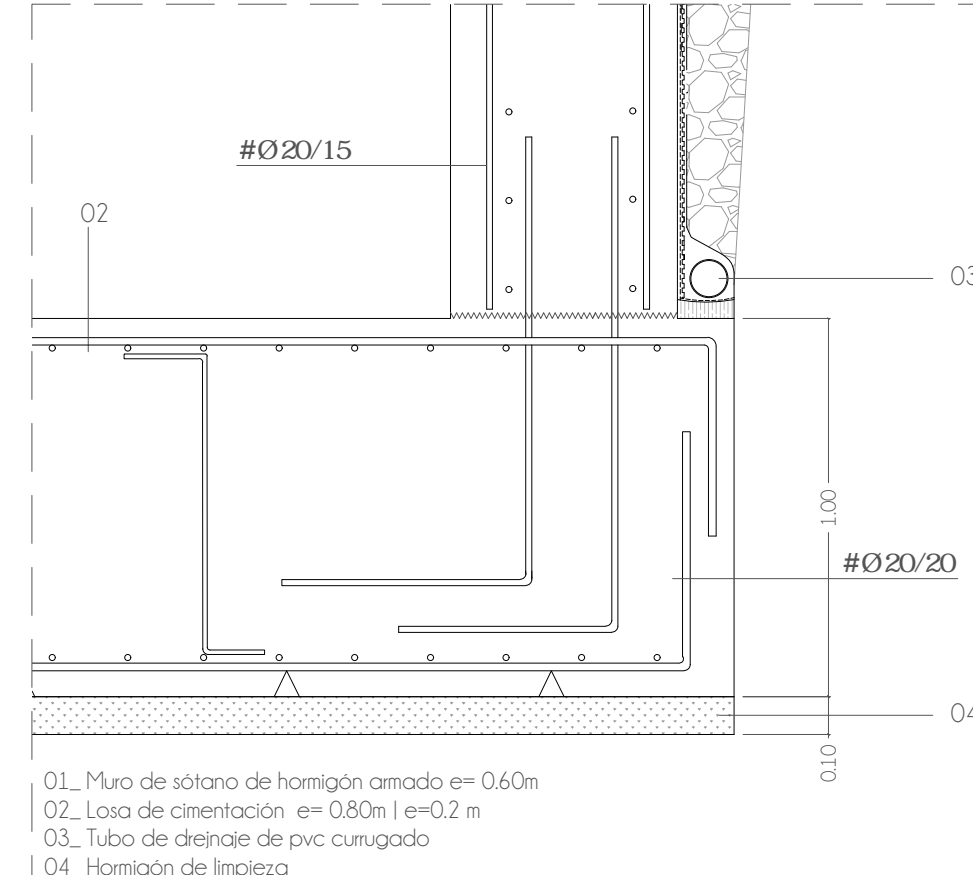 #Ø20/15
02
03
1.00
#Ø20/20
04
0.10
01_ Muro de sótano de hormigón armado e= 0.60m
02_ Losa de cimentación e= 0.80m | e=0.2 m
03_ Tubo de drejnaje de pvc currugado
04_ Hormigón de limpieza